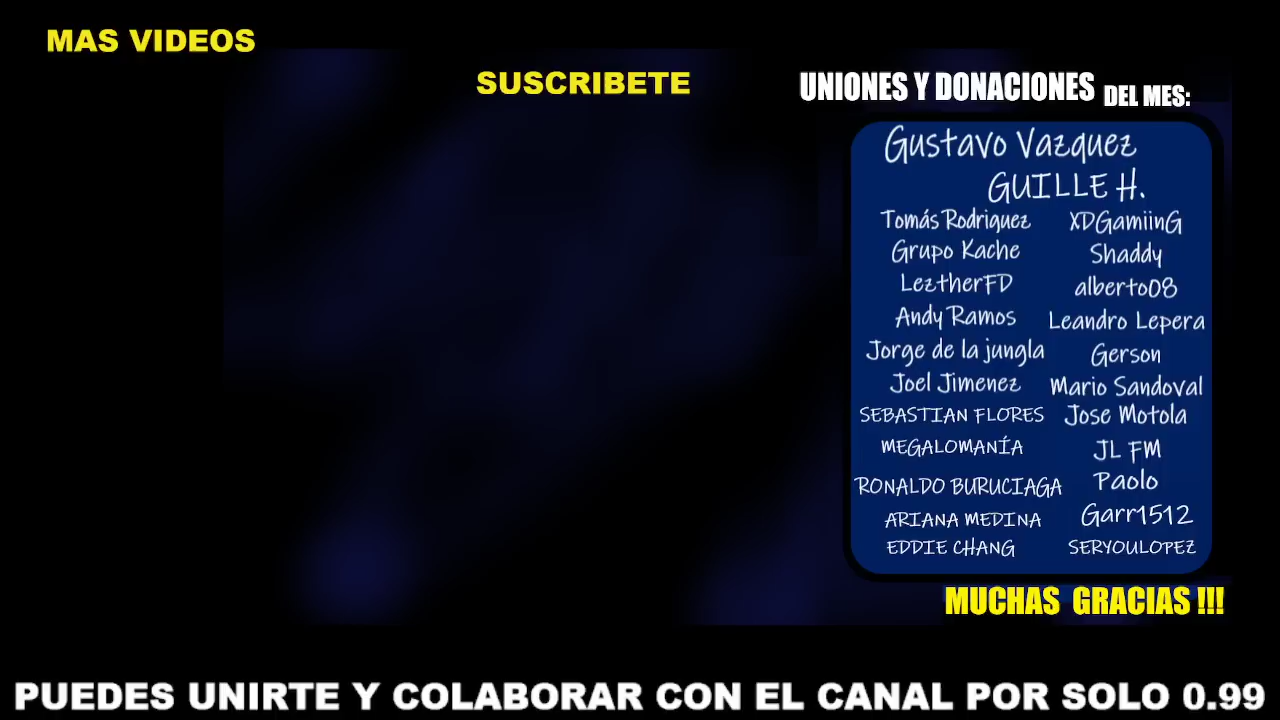 MAS VIDEOS
SUSCRIBETE
UNIONES Y DONACIONES DEL MES:
Gustavo Vazquez
GUILLE H.
Tomás Rodriguez XDGamiinG
Grupo Kache Shaddy
LeztherFD alberto08
Andy Ramos Leandro Lepera
Jorge de la jungla Gerson
Joel Jimenez Mario Sandoval
SEBASTIAN FLORES Jose Motola
MEGALOMANÍA JL FM
RONALDO BURUCIAGA Paolo
ARIANA MEDINA Garr1512
EDDIE CHANG SERYOULOPEZ
MUCHAS GRACIAS !!!
PUEDES UNIRTE Y COLABORAR CON EL CANAL POR SOLO 0.99